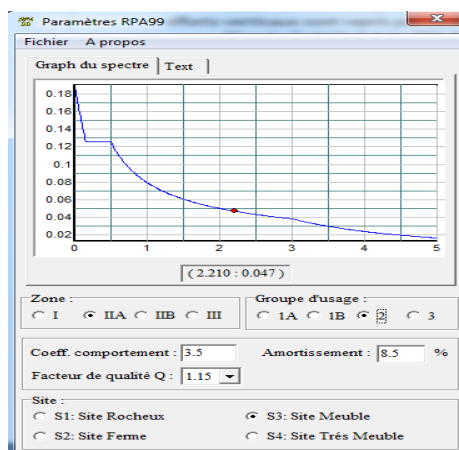 Paramètres RPA99
Fichier A propos
Graph du spectre Text
0.18
0.16
0.14
0.12
0.1
0.08
0.06
0.04
0.02
0 1 2 3 4 5
( 2.210 : 0.047 )
Zone :
I IIA IIB III
Groupe d'usage :
1A 1B 2 3
Coeff. comportement : 3.5 Amortissement : 8.5 %
Facteur de qualité Q : 1.15
Site :
S1: Site Rocheux S3: Site Meuble
S2: Site Ferme S4: Site Trés Meuble